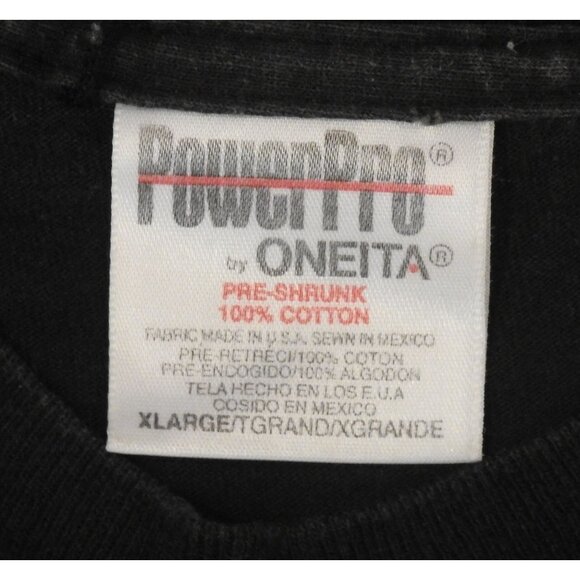 PowerPro®
by ONEITA®
PRE-SHRUNK
100% COTTON
FABRIC MADE IN U.S.A. SEWN IN MEXICO
PRE-RETRECI/100% COTON
PRE-ENCOGIDO/100% ALGODON
TELA HECHO EN LOS E.U.A
COSIDO EN MEXICO
XLARGE/TGRAND/XGRANDE